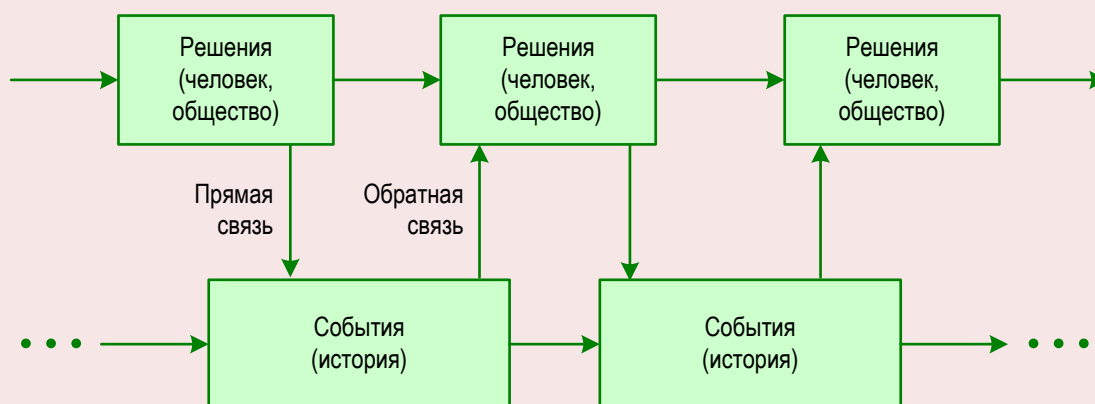 Решения
(человек,
общество)
Решения
(человек,
общество)
Решения
(человек,
общество)
Прямая
связь
Обратная
связь
События
(история)
События
(история)